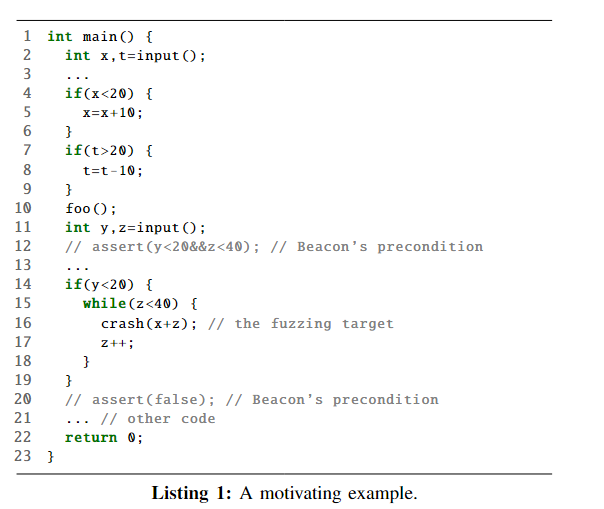 1 int main() {
2 int x,t=input();
3 ...
4 if(x<20) {
5 x=x+10;
6 }
7 if(t>20) {
8 t=t-10;
9 }
10 foo();
11 int y,z=input();
12 // assert(y<20&&z<40); // Beacon's precondition
13 ...
14 if(y<20) {
15 while(z<40) {
16 crash(x+z); // the fuzzing target
17 z++;
18 }
19 }
20 // assert(false); // Beacon's precondition
21 ... // other code
22 return 0;
23 }
Listing 1: A motivating example.